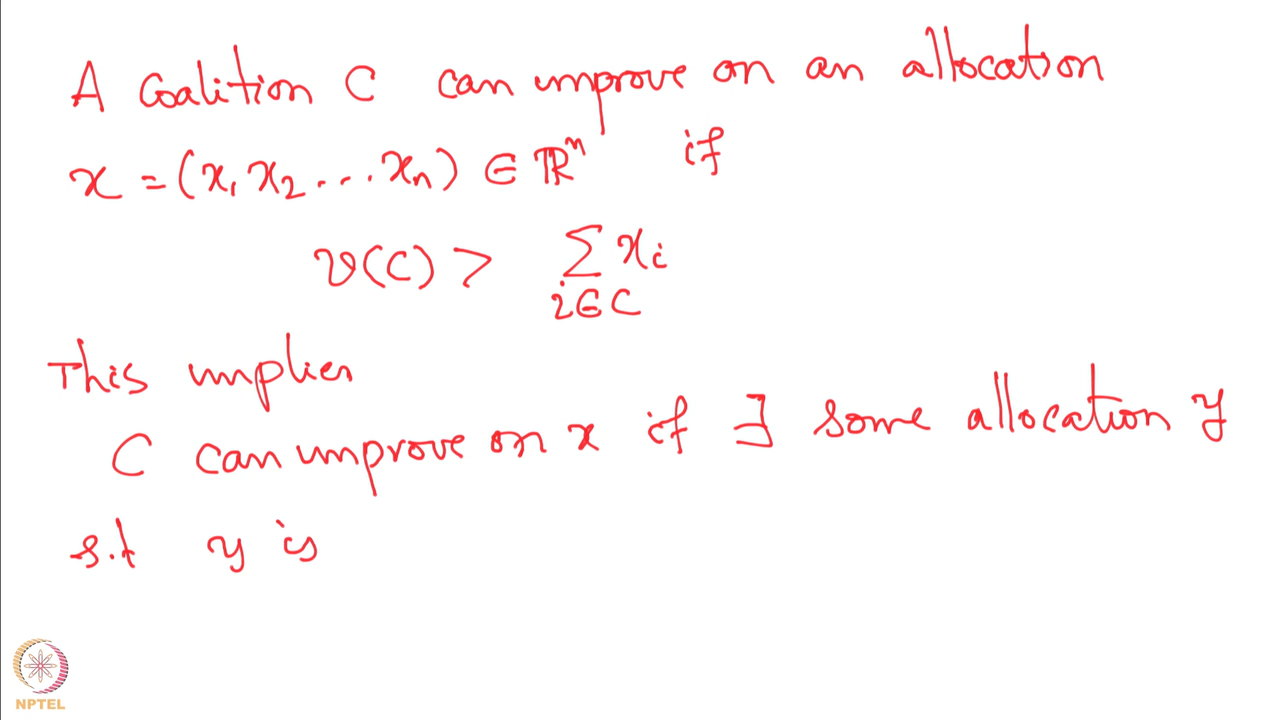 A Coalition C can improve on an allocation
x = (x₁ x₂ ... xₙ) ∈ ℝⁿ if
v(C) > ∑ xᵢ
i∈C
This implies
C can improve on x if ∃ some allocation y
s.t y is
NPTEL